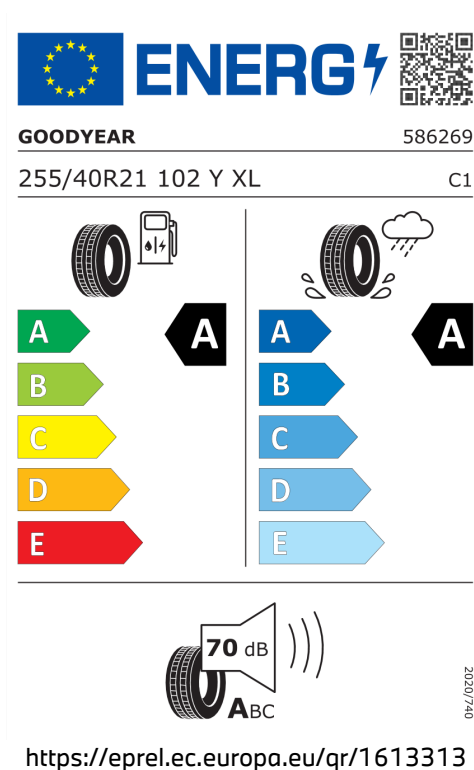 ENERG
GOODYEAR 586269
255/40R21 102 Y XL C1
A A A A
B B
C C
D D
E E
70 dB
ABC
2020/740
https://eprel.ec.europa.eu/qr/1613313